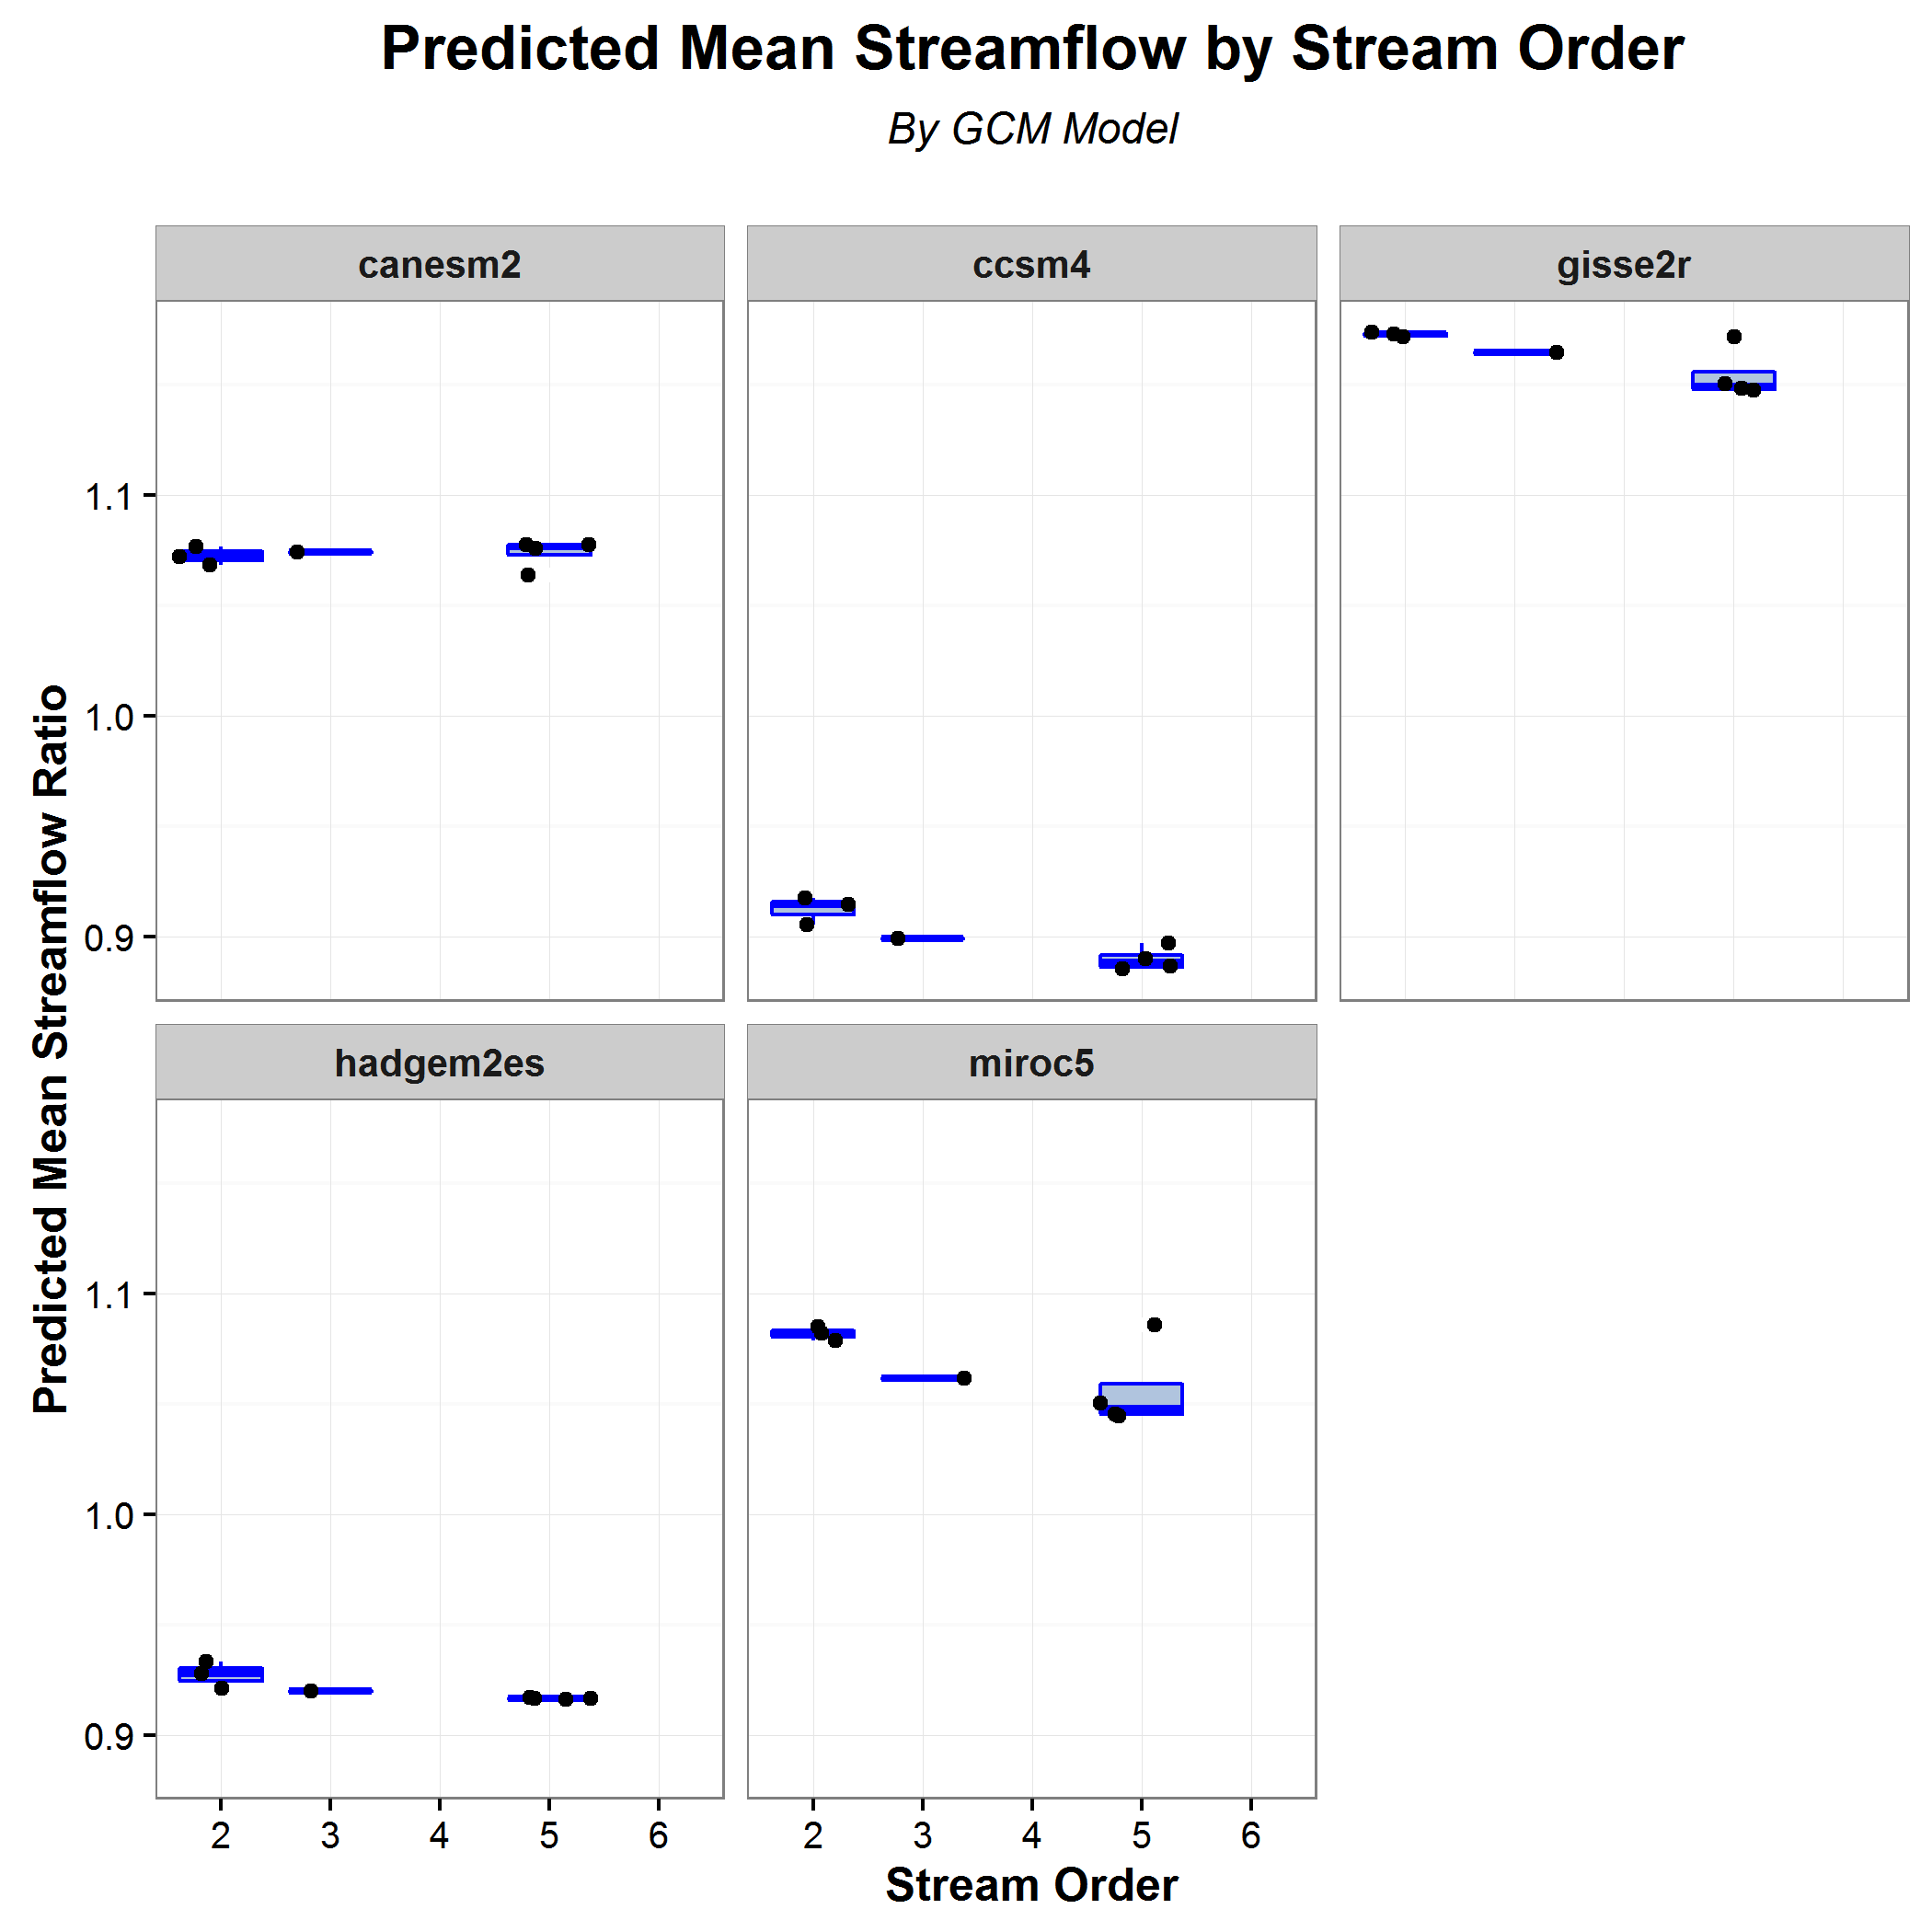 Predicted Mean Streamflow by Stream Order
By GCM Model
canesm2
ccsm4
gisse2r
1.1
1.0
0.9
Predicted Mean Streamflow Ratio
hadgem2es
miroc5
1.1
1.0
0.9
2 3 4 5 6
2 3 4 5 6
Stream Order